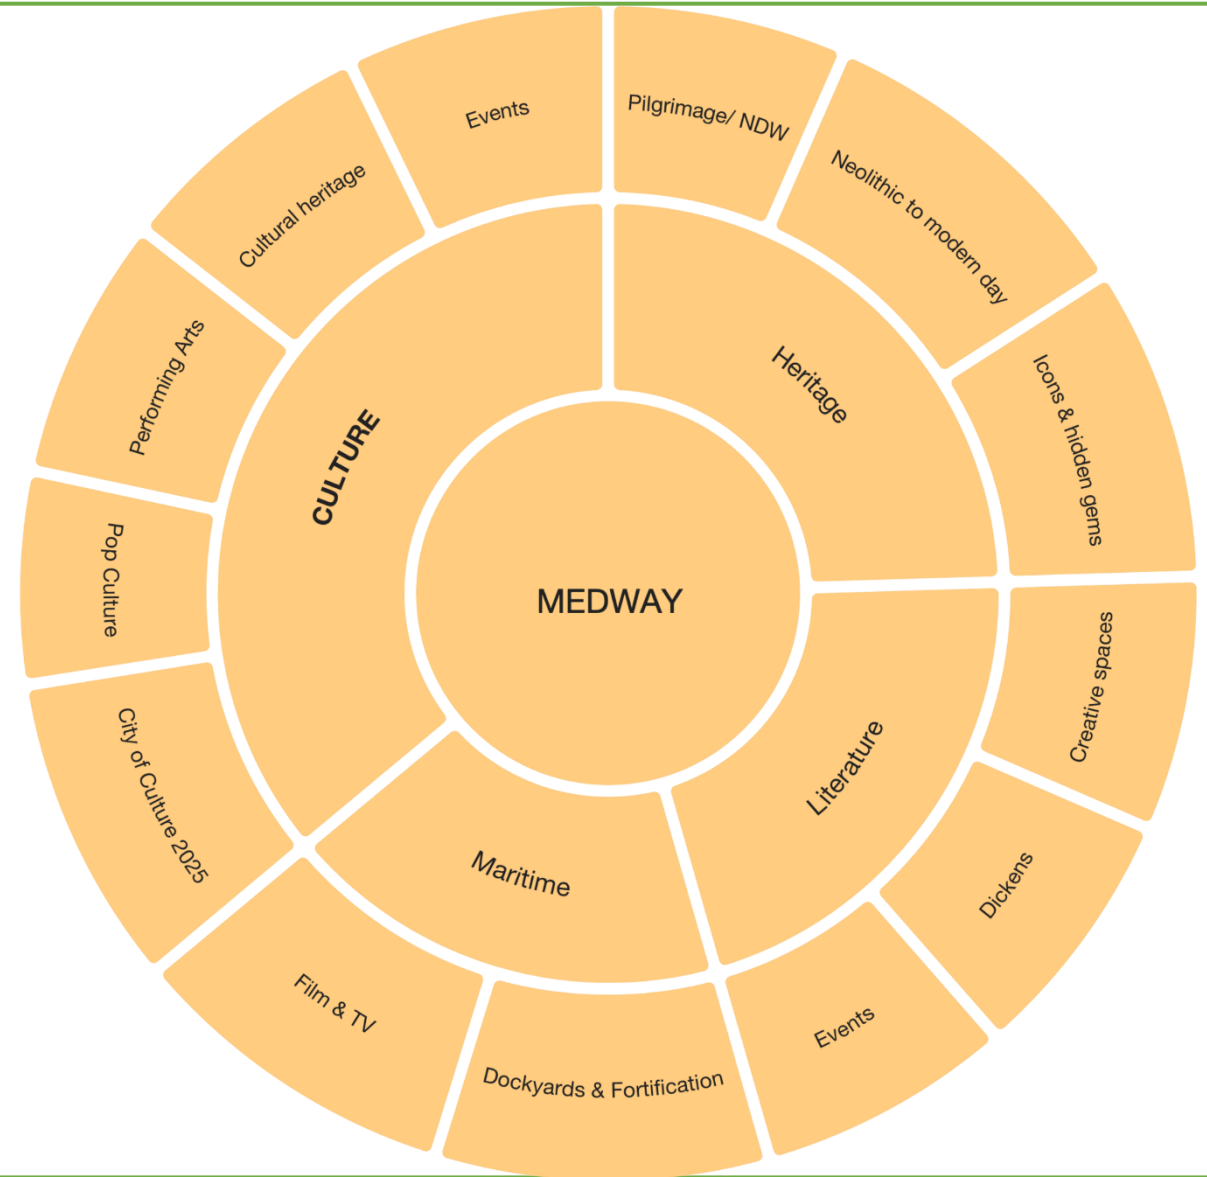 MEDWAY
Heritage
Literature
Maritime
CULTURE
Pilgrimage/ NDW
Neolithic to modern day
Icons & hidden gems
Creative spaces
Dickens
Events
Dockyards & Fortification
Film & TV
City of Culture 2025
Pop Culture
Performing Arts
Cultural heritage
Events